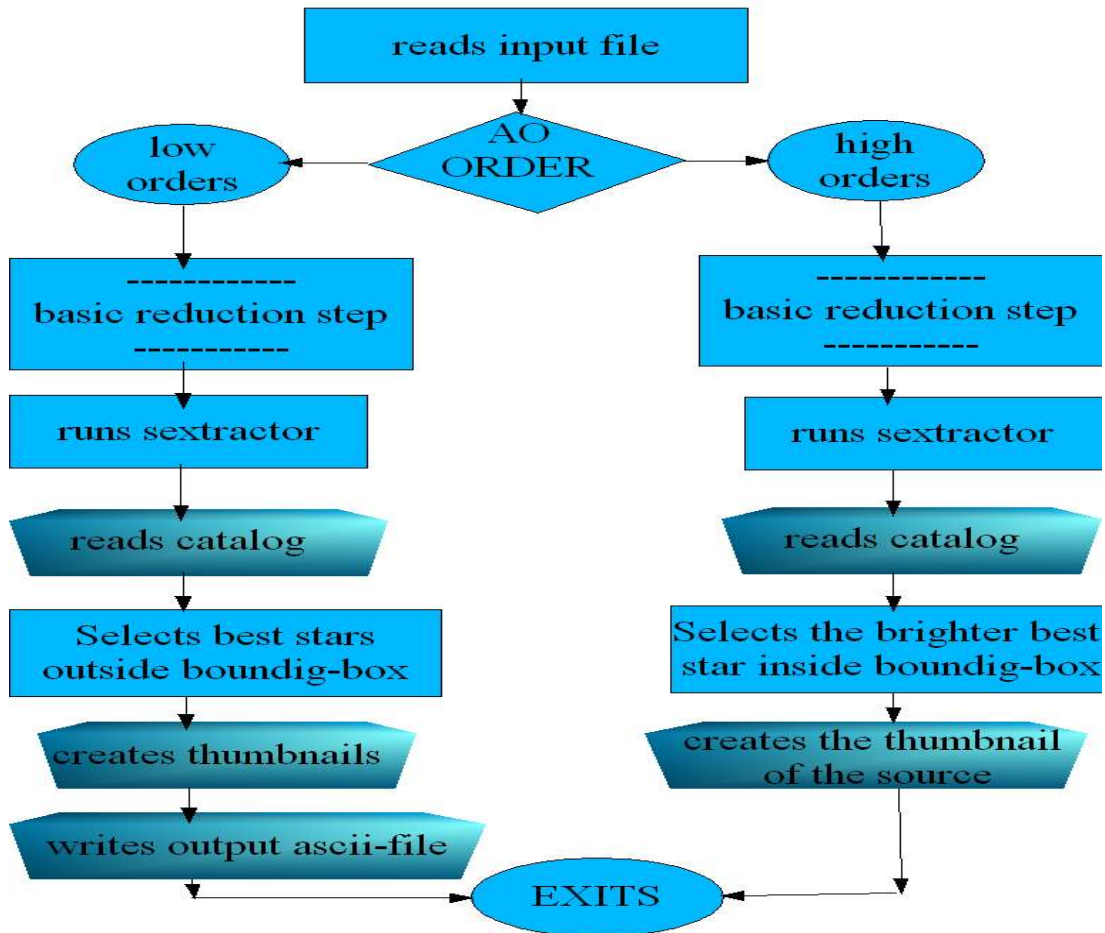 reads input file
AO
ORDER
low
orders
high
orders
------------
basic reduction step
-----------
------------
basic reduction step
-----------
runs sextractor
runs sextractor
reads catalog
reads catalog
Selects best stars
outside boundig-box
Selects the brighter best
star inside boundig-box
creates thumbnails
creates the thumbnail
of the source
writes output ascii-file
EXITS